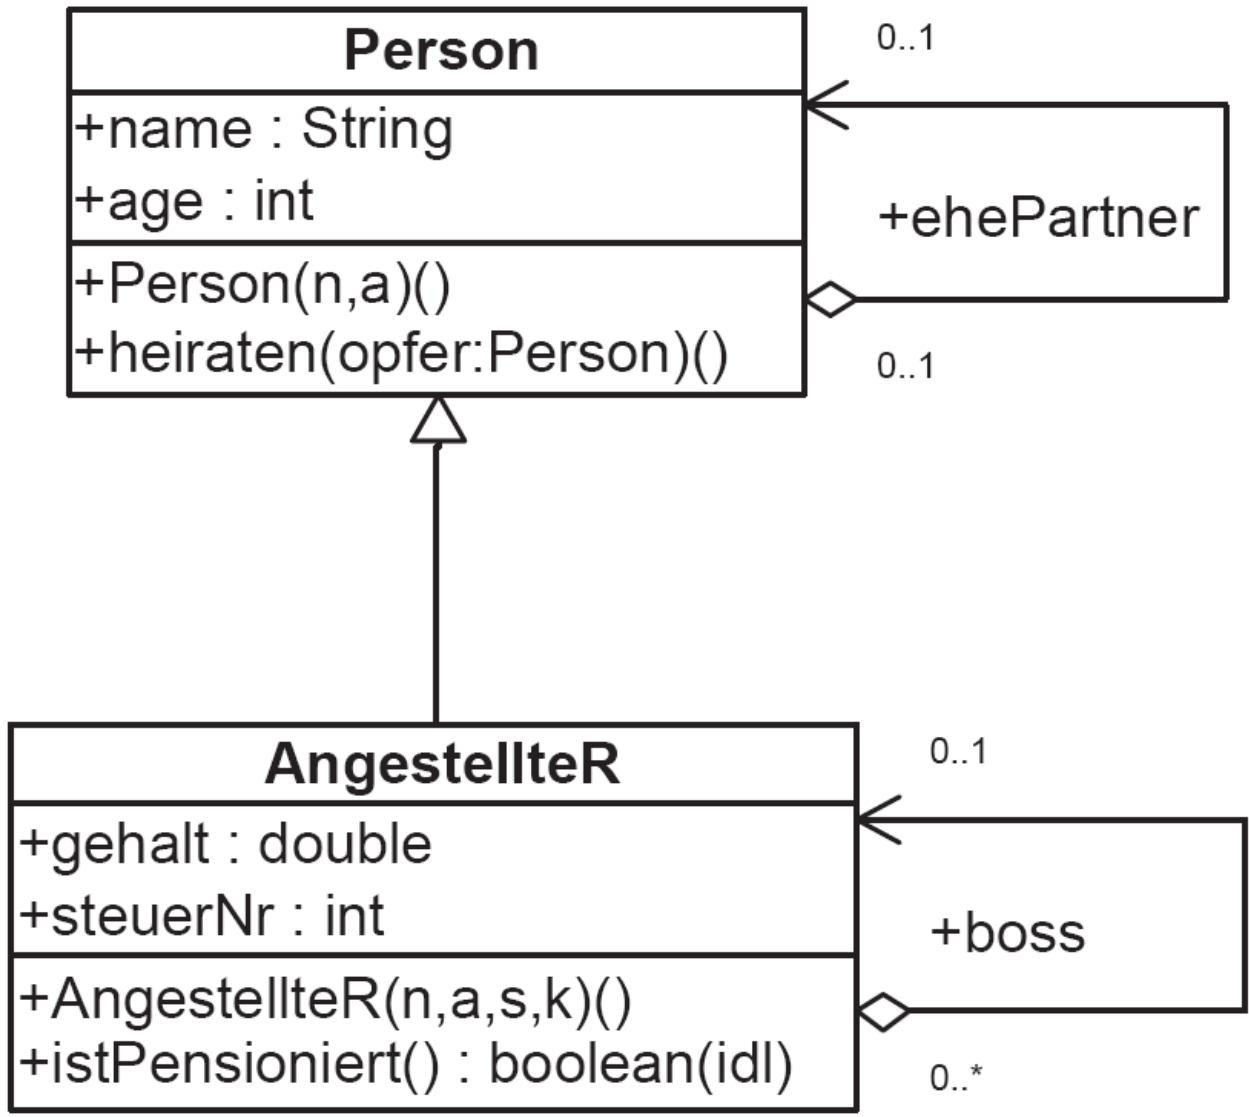 Person
+name : String
+age : int
+Person(n,a)()
+heiraten(opfer:Person)()
0..1
+ehePartner
0..1
AngestellteR
+gehalt : double
+steuerNr : int
+AngestellteR(n,a,s,k)()
+istPensioniert() : boolean(idl)
0..1
+boss
0..*